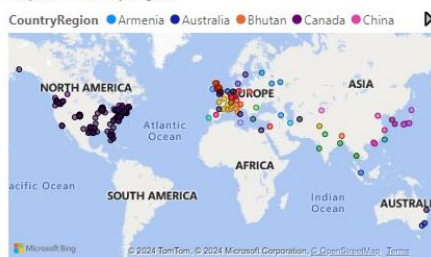 CountryRegion Armenia Australia Bhutan Canada China
NORTH AMERICA
EUROPE
ASIA
Atlantic
Ocean
AFRICA
acific Ocean
SOUTH AMERICA
Indian
Ocean
AUSTRALI
Microsoft Bing
© 2024 TomTom, © 2024 Microsoft Corporation, © OpenStreetMap Terms